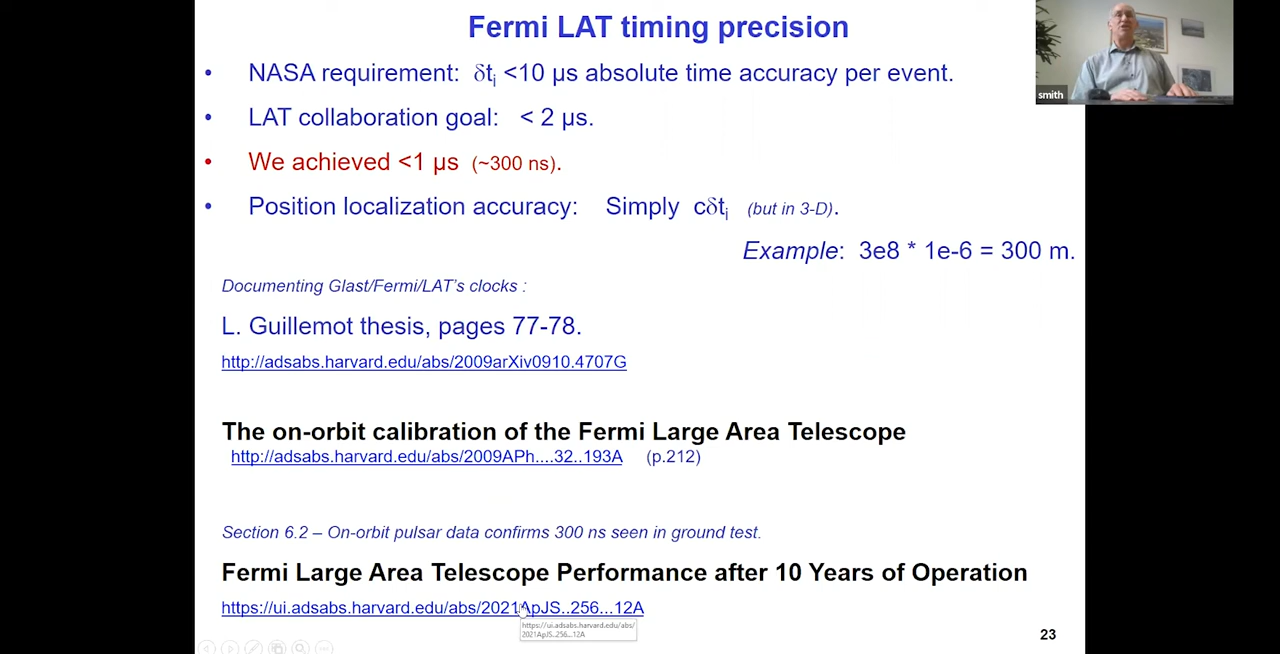 Fermi LAT timing precision
smith
• NASA requirement: δti <10 µs absolute time accuracy per event.
• LAT collaboration goal: < 2 µs.
• We achieved <1 µs (~300 ns).
• Position localization accuracy: Simply cδti (but in 3-D).
Example: 3e8 * 1e-6 = 300 m.
Documenting Glast/Fermi/LAT's clocks :
L. Guillemot thesis, pages 77-78.
http://adsabs.harvard.edu/abs/2009arXiv0910.4707G
The on-orbit calibration of the Fermi Large Area Telescope
http://adsabs.harvard.edu/abs/2009APh....32..193A (p.212)
Section 6.2 – On-orbit pulsar data confirms 300 ns seen in ground test.
Fermi Large Area Telescope Performance after 10 Years of Operation
https://ui.adsabs.harvard.edu/abs/2021ApJS..256...12A
https://ui.adsabs.harvard.edu/abs/
2021ApJS..256...12A
23